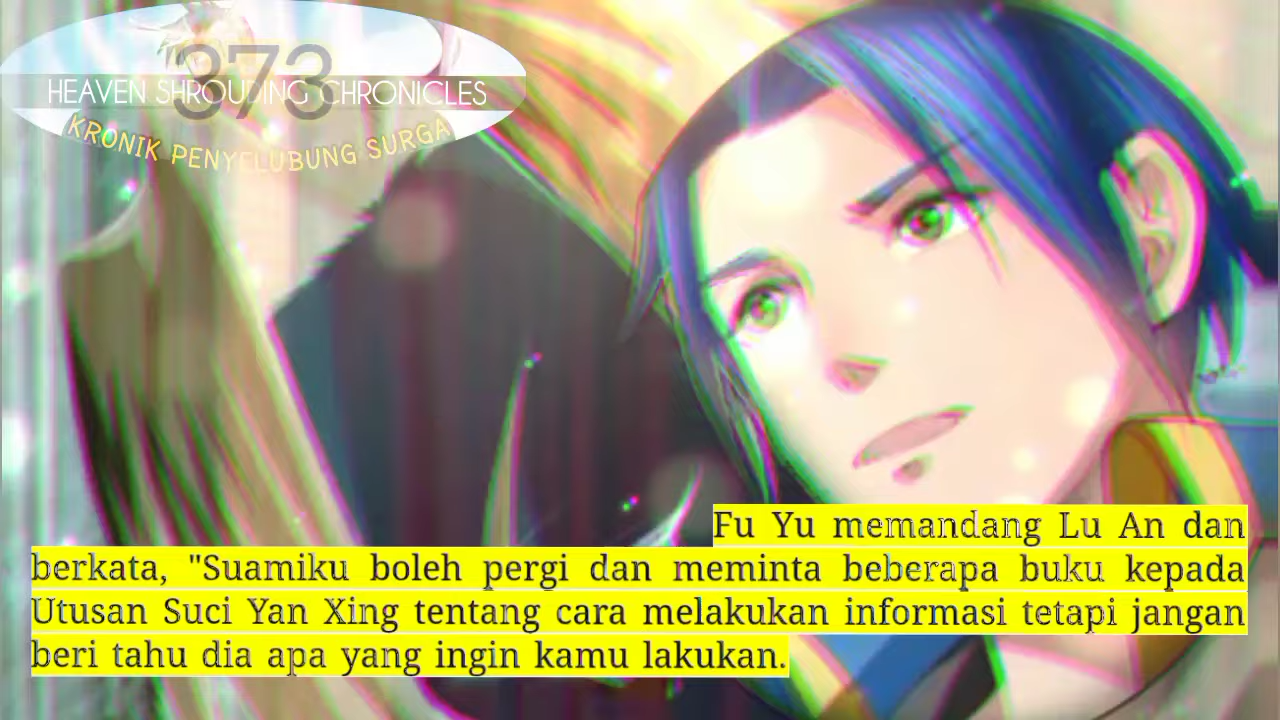 373
HEAVEN SHROUDING CHRONICLES
KRONIK PENYELUBUNG SURGA
Fu Yu memandang Lu An dan
berkata, "Suamiku boleh pergi dan meminta beberapa buku kepada
Utusan Suci Yan Xing tentang cara melakukan informasi tetapi jangan
beri tahu dia apa yang ingin kamu lakukan.